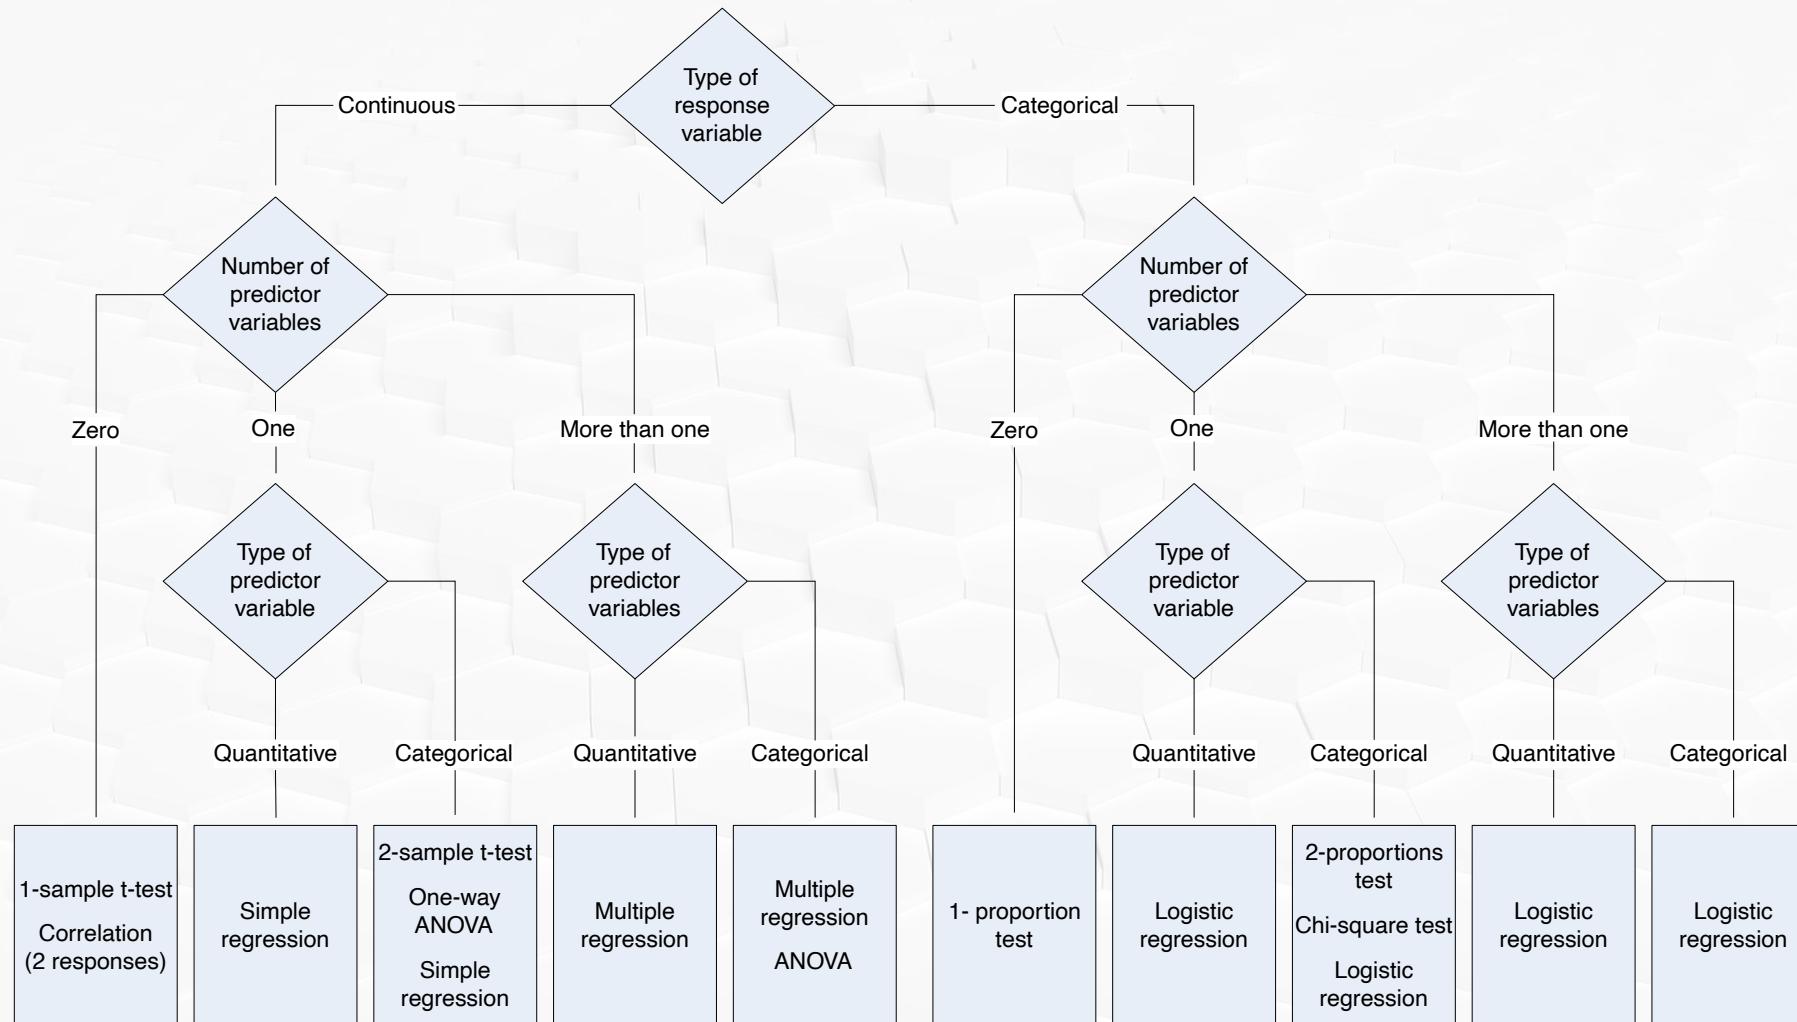 Type of
response
variable
Continuous
Categorical
Number of
predictor
variables
Number of
predictor
variables
Zero
One
More than one
Zero
One
More than one
Type of
predictor
variable
Type of
predictor
variables
Type of
predictor
variable
Type of
predictor
variables
Quantitative
Categorical
Quantitative
Categorical
Quantitative
Categorical
Quantitative
Categorical
1-sample t-test
Correlation
(2 responses)
Simple
regression
2-sample t-test
One-way
ANOVA
Simple
regression
Multiple
regression
Multiple
regression
ANOVA
1- proportion
test
Logistic
regression
2-proportions
test
Chi-square test
Logistic
regression
Logistic
regression
Logistic
regression